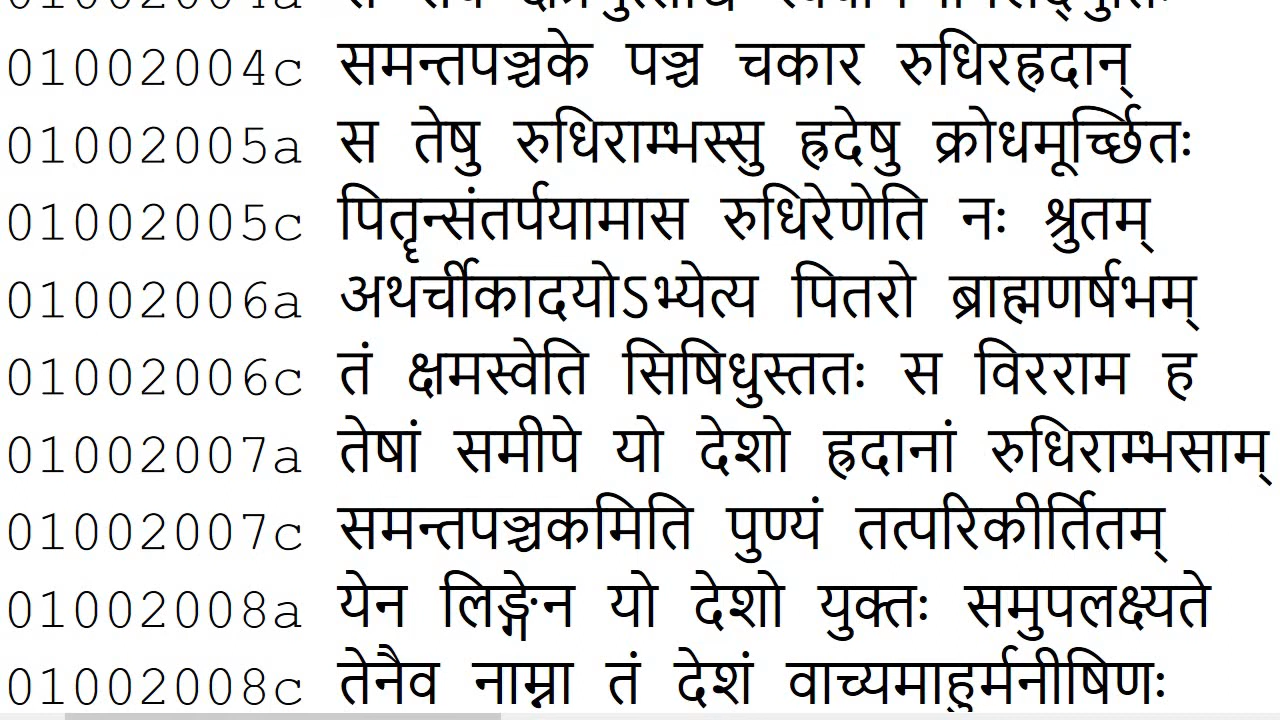 01002004c समन्तपञ्चके पञ्च चकार रुधिरह्रदान्
01002005a स तेषु रुधिराम्भस्सु ह्रदेषु क्रोधमूर्च्छितः
01002005c पितॄन्संतर्पयामास रुधिरेणेति नः श्रुतम्
01002006a अथर्चीकादयोऽभ्येत्य पितरो ब्राह्मणर्षभम्
01002006c तं क्षमस्वेति सिषिधुस्ततः स विरराम ह
01002007a तेषां समीपे यो देशो ह्रदानां रुधिराम्भसाम्
01002007c समन्तपञ्चकमिति पुण्यं तत्परिकीर्तितम्
01002008a येन लिङ्गेन यो देशो युक्तः समुपलक्ष्यते
01002008c तेनैव नाम्ना तं देशं वाच्यमाहुर्मनीषिणः